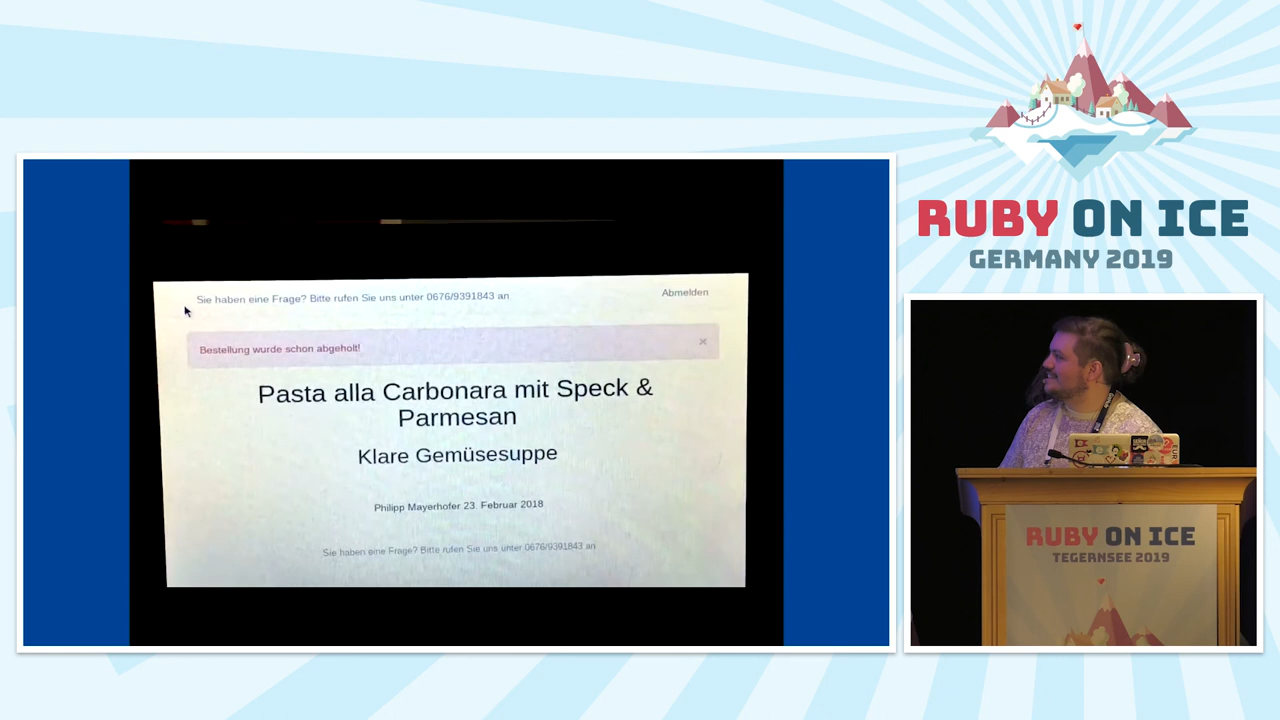 RUBY ON ICE
GERMANY 2019
Sie haben eine Frage? Bitte rufen Sie uns unter 0676/9391843 an
Abmelden
Bestellung wurde schon abgeholt!
×
Pasta alla Carbonara mit Speck &
Parmesan
Klare Gemüsesuppe
Philipp Mayerhofer 23. Februar 2018
Sie haben eine Frage? Bitte rufen Sie uns unter 0676/9391843 an
RUBY ON ICE
TEGERNSEE 2019